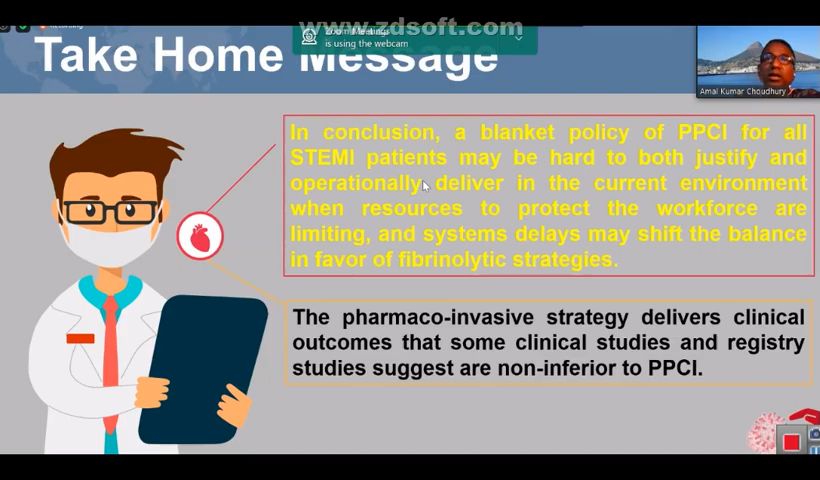 www.zdsoft.com
Recording
Zoom Meetings
is using the webcam
Take Home Message
Amal Kumar Choudhury
In conclusion, a blanket policy of PPCI for all
STEMI patients may be hard to both justify and
operationally deliver in the current environment
when resources to protect the workforce are
limiting, and systems delays may shift the balance
in favor of fibrinolytic strategies.
The pharmaco-invasive strategy delivers clinical
outcomes that some clinical studies and registry
studies suggest are non-inferior to PPCI.